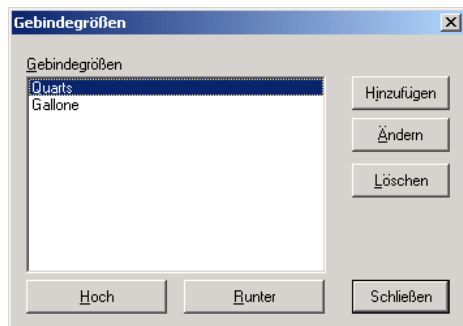 Gebindegrößen
Gebindegrößen
Quarts
Gallone
Hinzufügen
Ändern
Löschen
Hoch
Runter
Schließen